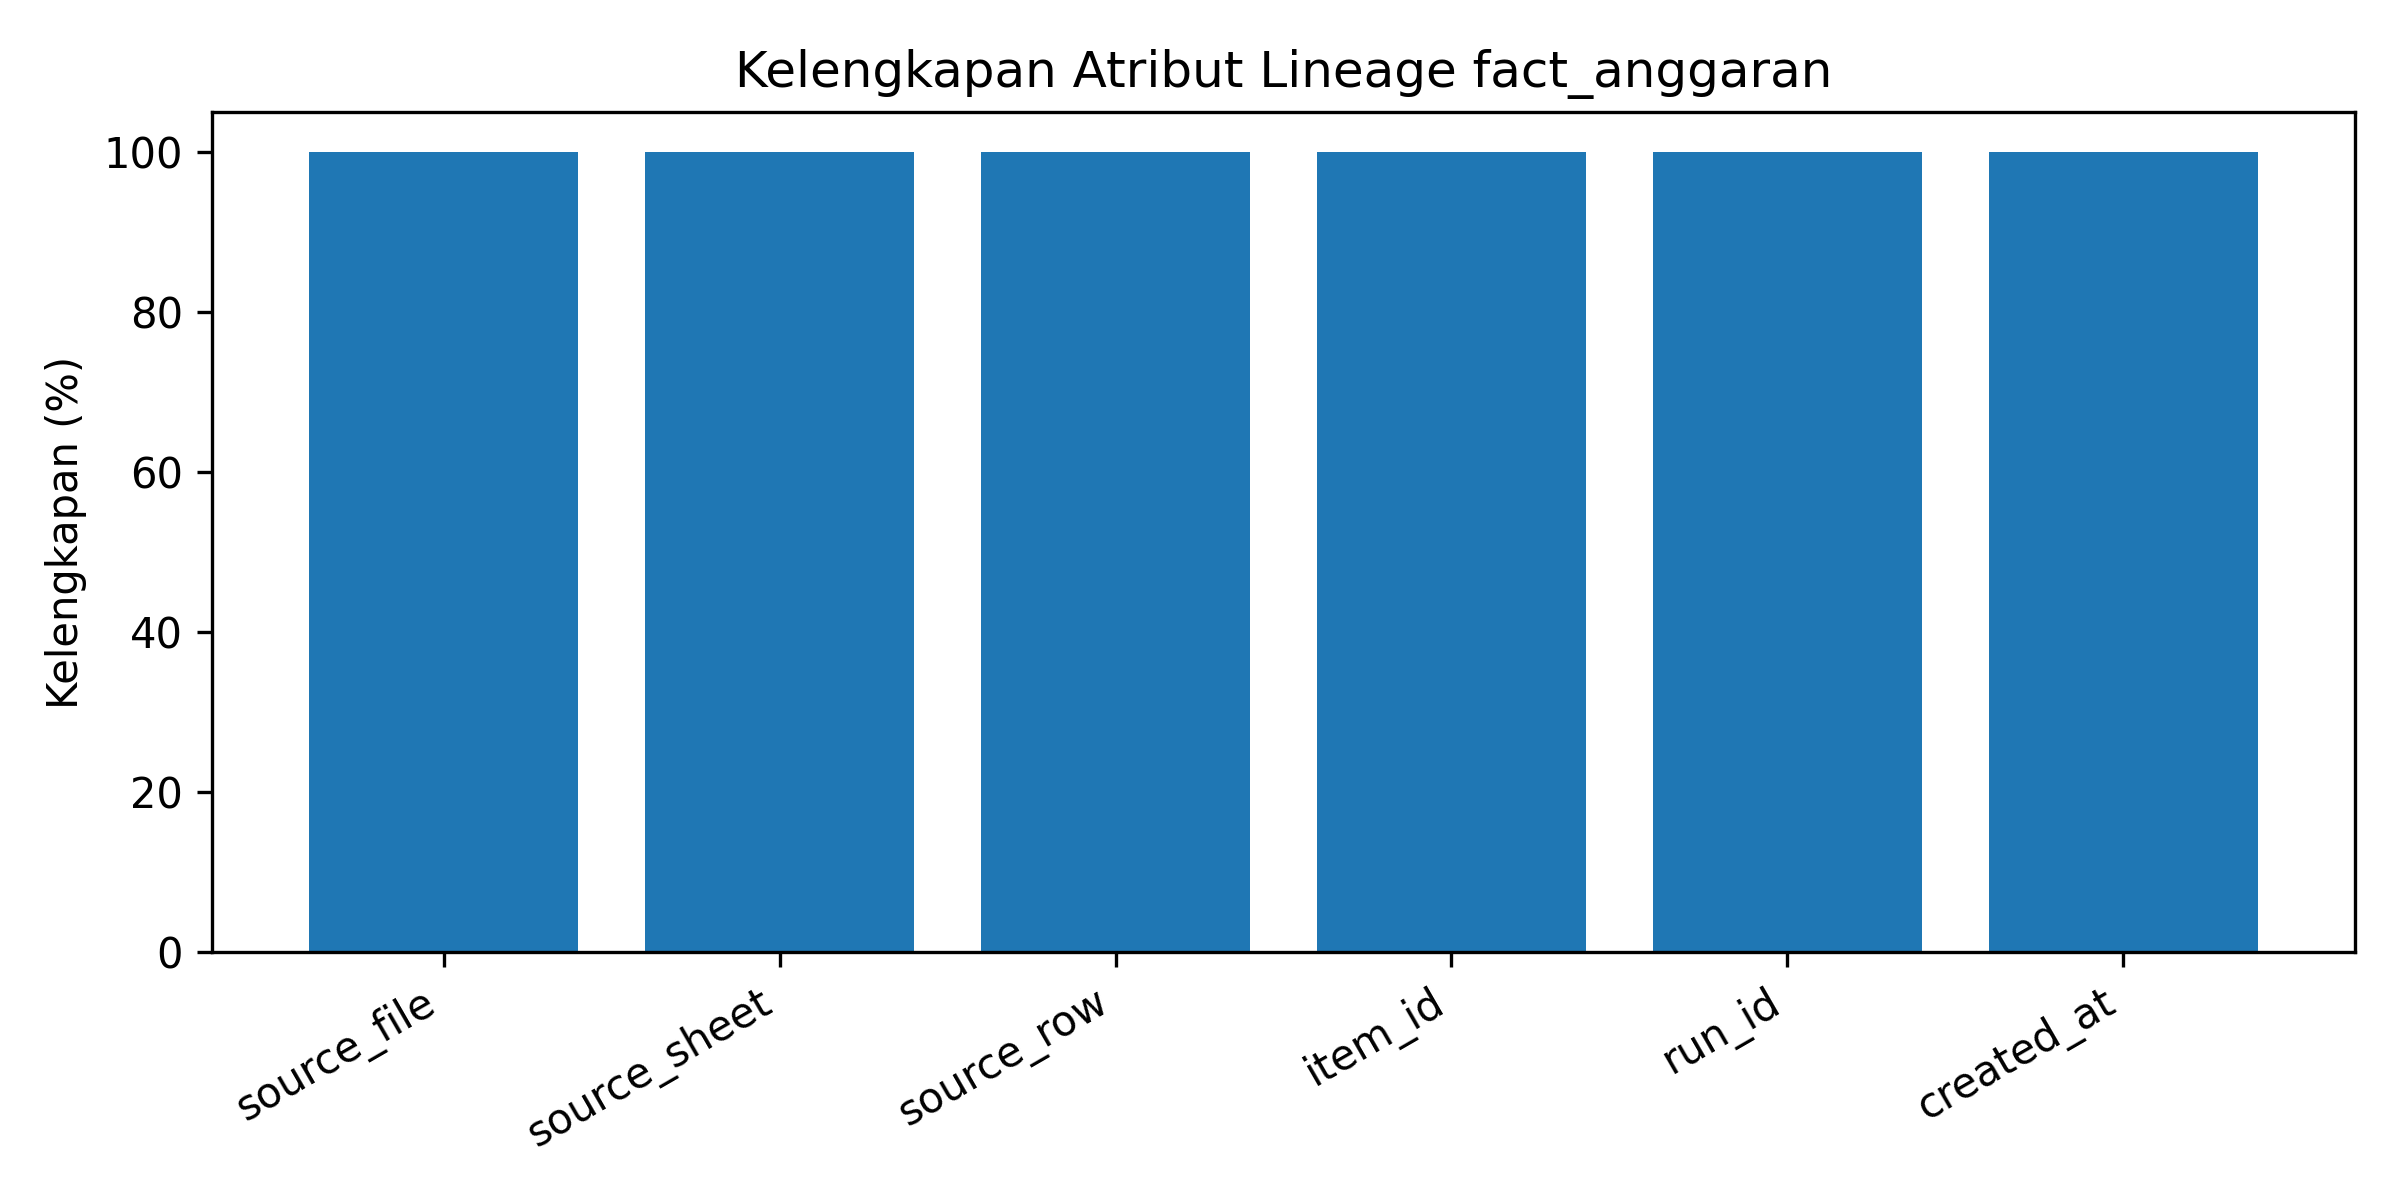 Kelengkapan Atribut Lineage fact_anggaran
Kelengkapan (%)
100
80
60
40
20
0
source_file
source_sheet
source_row
item_id
run_id
created_at